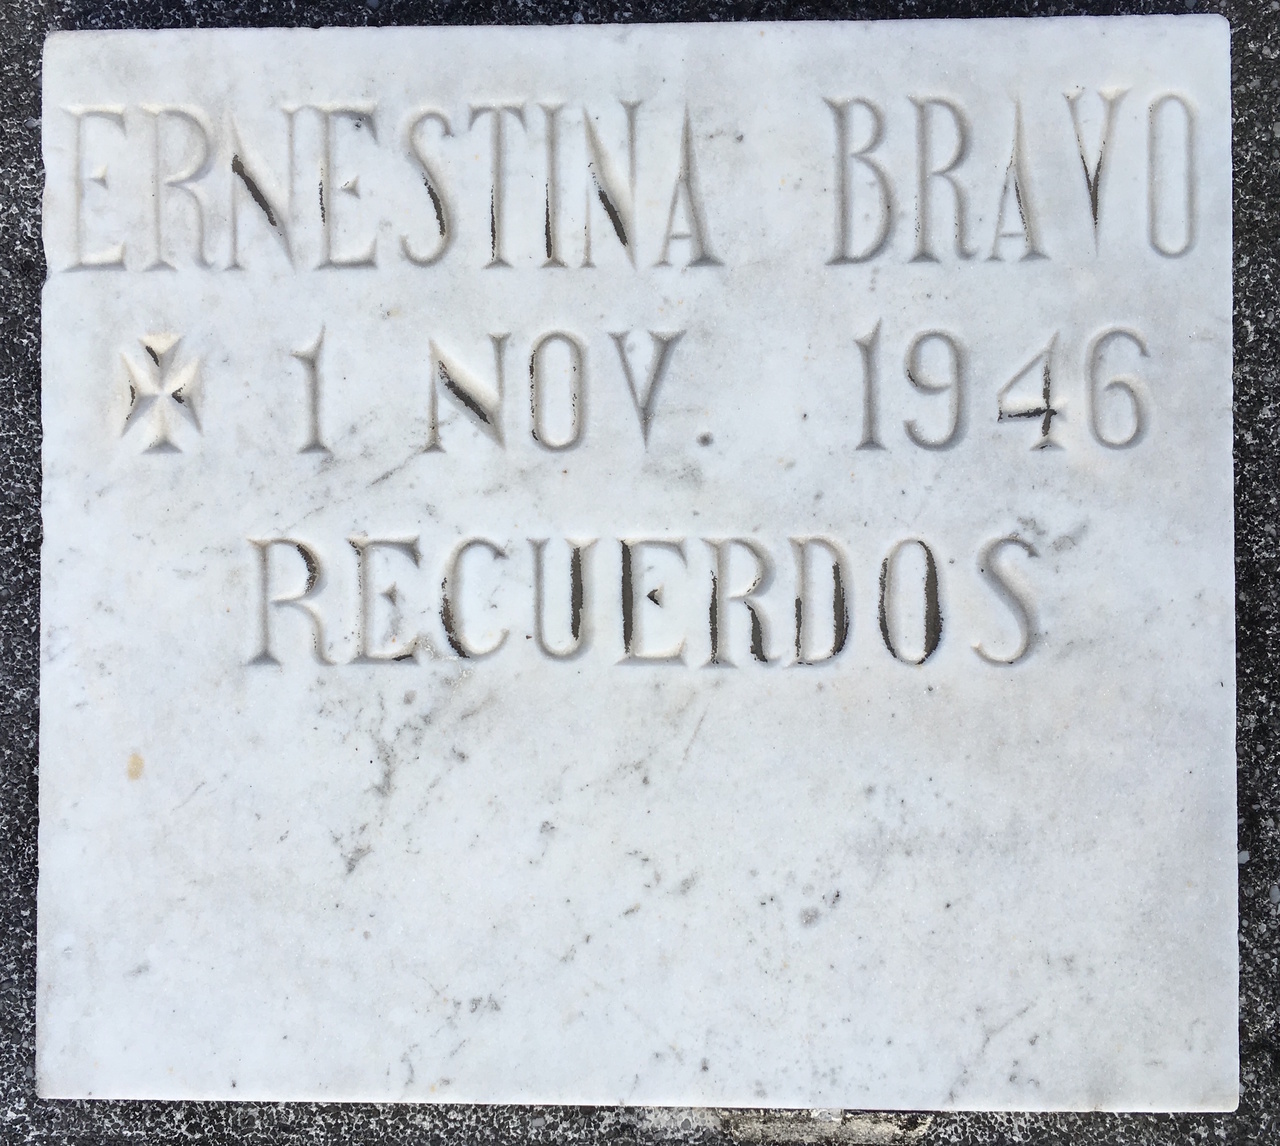 ERNESTINA BRAVO
✠ 1 NOV. 1946
RECUERDOS